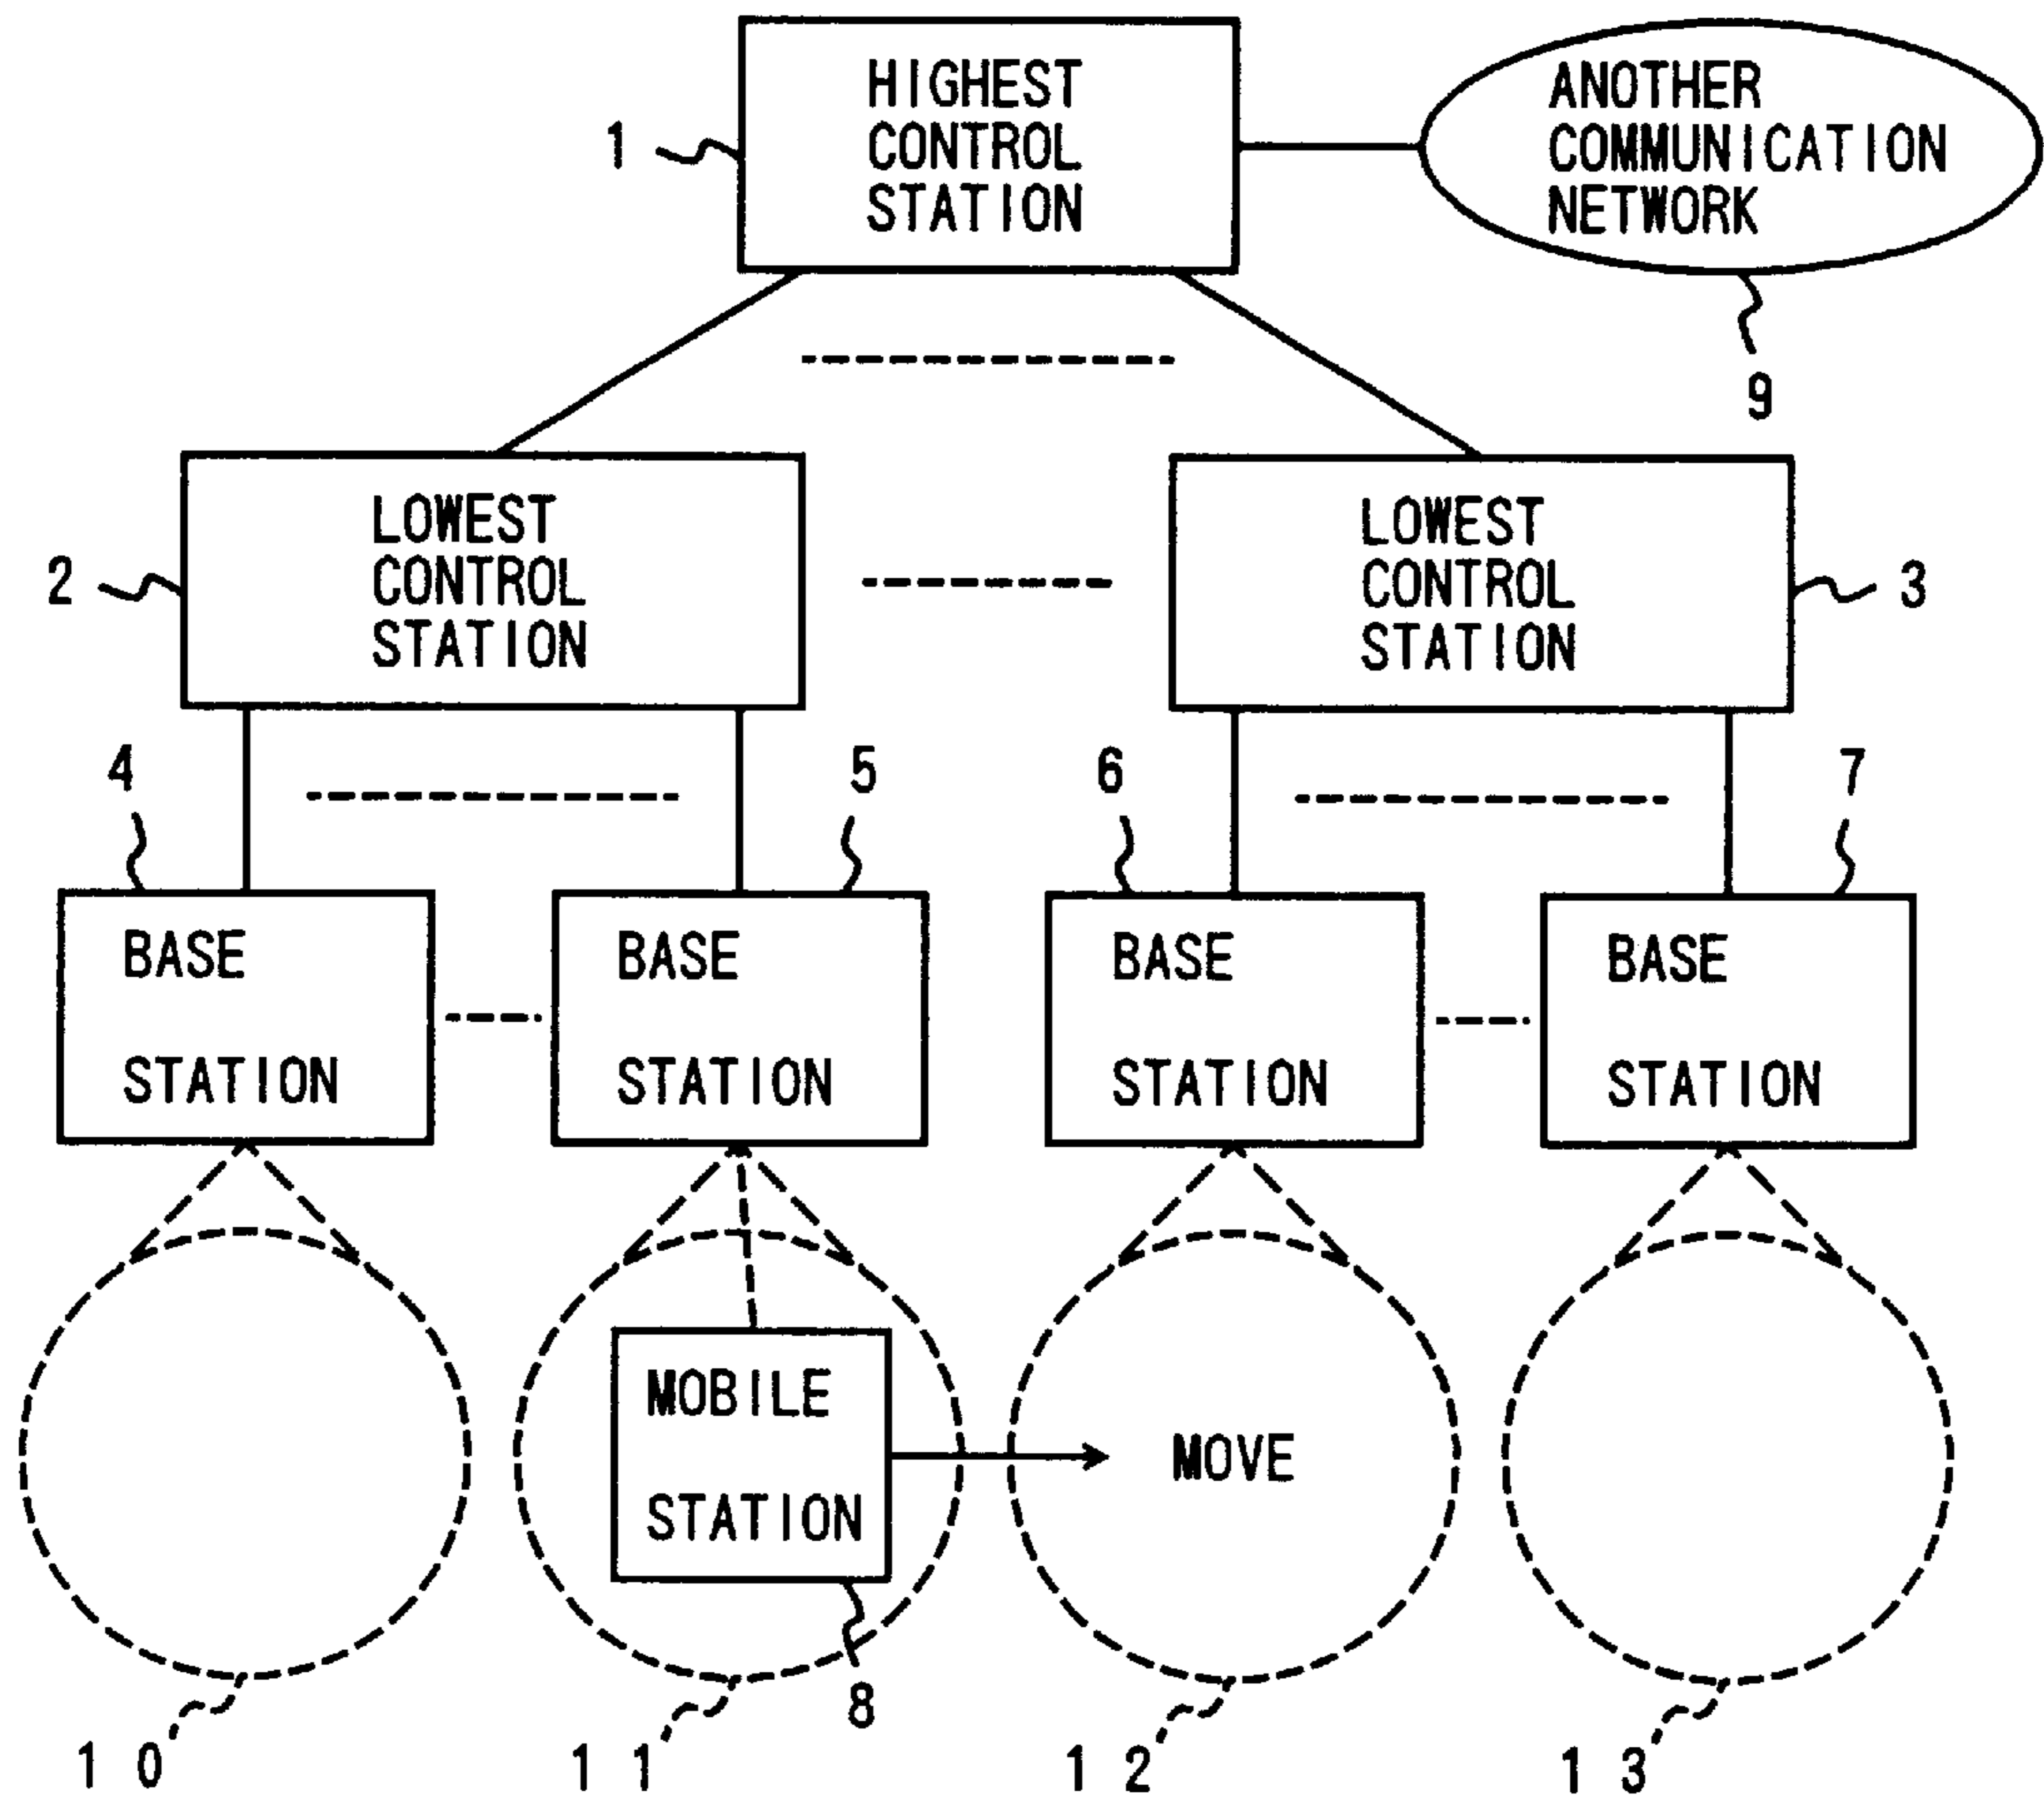 HIGHEST
CONTROL
STATION
1
ANOTHER
COMMUNICATION
NETWORK
9
LOWEST
CONTROL
STATION
2
LOWEST
CONTROL
STATION
3
4
5
6
7
BASE
STATION
BASE
STATION
BASE
STATION
BASE
STATION
MOBILE
STATION
MOVE
8
10
11
12
13